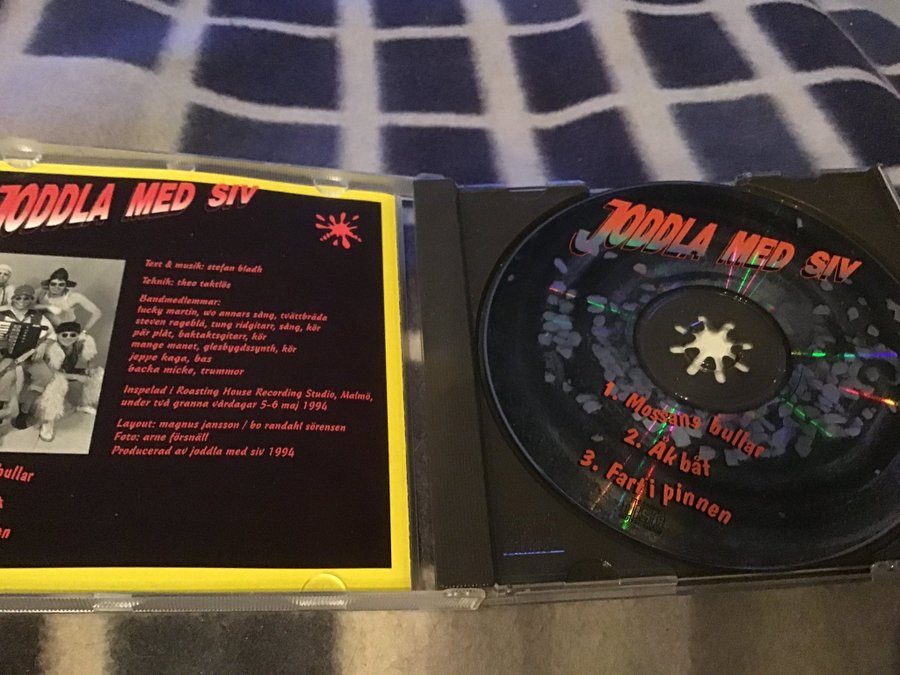 JODDLA MED SIV
Text & musik: stefan bladh
Teknik: theo taktlös
Bandmedlemmar:
fucky martin, wo annars sång, tvättbräda
steven rageblå, tung ridgitarr, sång, kör
pär plåt, baktaktsgitarr, kör
mange manet, glesbygdssynth, kör
jeppe kaga, bas
backa micke, trummor
Inspelad i Roasting House Recording Studio, Malmö,
under två granna vårdagar 5-6 maj 1994
Layout: magnus jansson / bo randahl sörensen
Foto: arne försnäll
Producerad av joddla med siv 1994
bullar
JODDLA MED SIV
1. Mossans bullar
2. Åk båt
3. Fart i pinnen